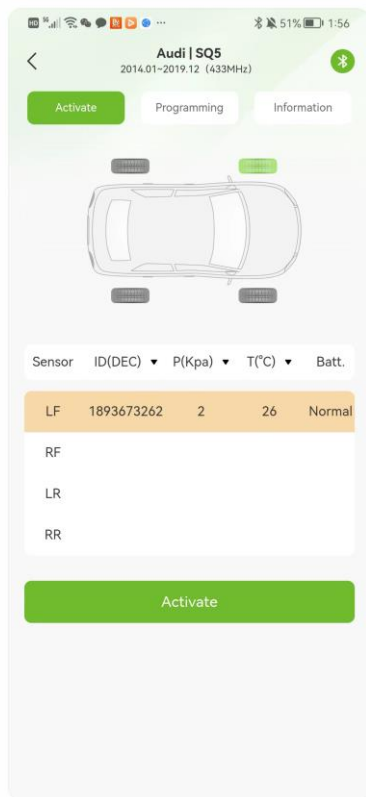 HD 51% 1:56
Audi | SQ5
2014.01~2019.12 (433MHz)
Activate Programming Information
Sensor ID(DEC) ▼ P(Kpa) ▼ T(°C) ▼ Batt.
LF 1893673262 2 26 Normal
RF
LR
RR
Activate